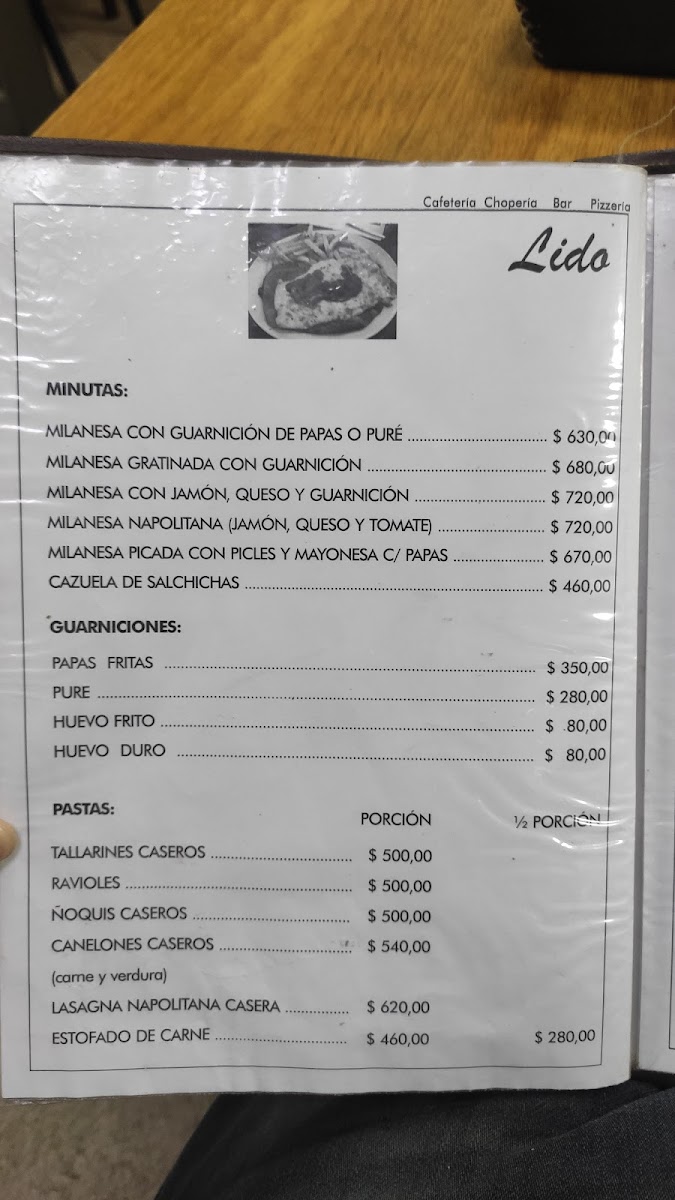 Cafetería Choperia Bar Pizzería
Lido
MINUTAS:
MILANESA CON GUARNICIÓN DE PAPAS O PURÉ ........ $ 630,00
MILANESA GRATINADA CON GUARNICIÓN ........ $ 680,00
MILANESA CON JAMÓN, QUESO Y GUARNICIÓN ........ $ 720,00
MILANESA NAPOLITANA (JAMÓN, QUESO Y TOMATE) ........ $ 720,00
MILANESA PICADA CON PICLES Y MAYONESA C/ PAPAS ........ $ 670,00
CAZUELA DE SALCHICHAS ........ $ 460,00
GUARNICIONES:
PAPAS FRITAS ........ $ 350,00
PURE ........ $ 280,00
HUEVO FRITO ........ $ 80,00
HUEVO DURO ........ $ 80,00
PASTAS: PORCIÓN ½ PORCIÓN
TALLARINES CASEROS ........ $ 500,00
RAVIOLES ........ $ 500,00
ÑOQUIS CASEROS ........ $ 500,00
CANELONES CASEROS ........ $ 540,00
(carne y verdura)
LASAGNA NAPOLITANA CASERA ........ $ 620,00
ESTOFADO DE CARNE ........ $ 460,00 $ 280,00